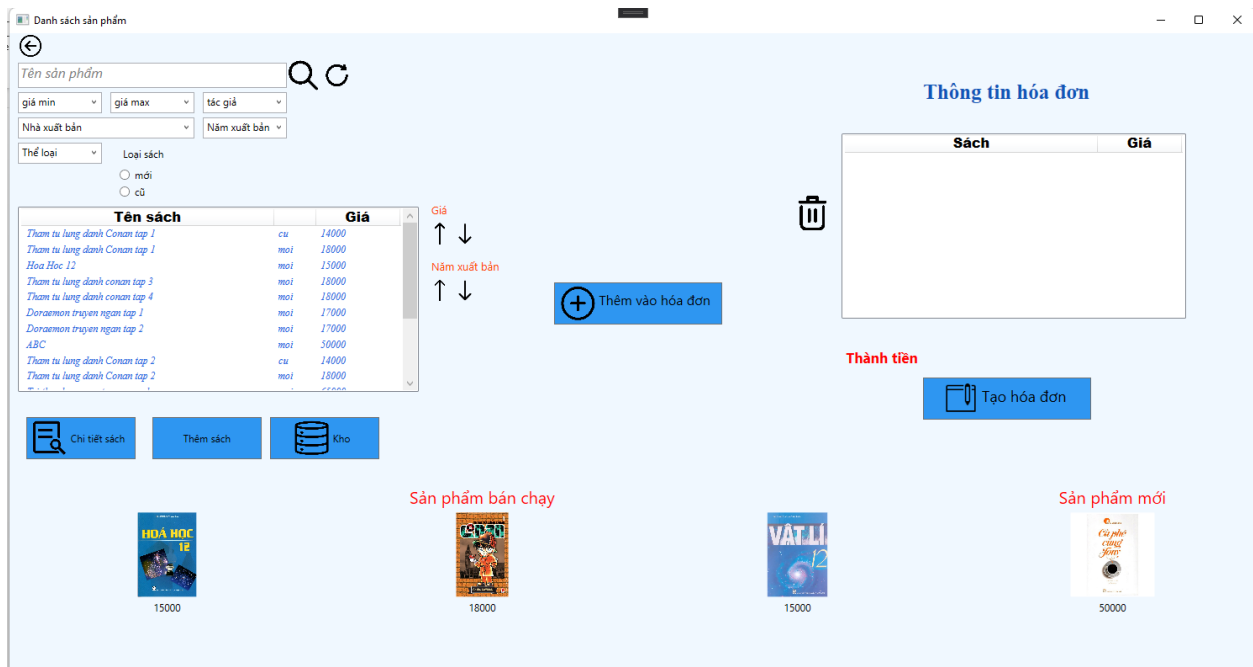 Danh sách sản phẩm
Tên sản phẩm
giá min giá max tác giả
Nhà xuất bản Năm xuất bản
Thể loại Loại sách
mới
cũ
Tên sách Giá
Tham tu lung danh Conan tap 1 cu 14000
Tham tu lung danh Conan tap 1 moi 18000
Hoa Hoc 12 moi 15000
Tham tu lung danh conan tap 3 moi 18000
Tham tu lung danh conan tap 4 moi 18000
Doraemon truyen ngan tap 1 moi 17000
Doraemon truyen ngan tap 2 moi 17000
ABC moi 50000
Tham tu lung danh Conan tap 2 cu 14000
Tham tu lung danh Conan tap 2 moi 18000
Giá
Năm xuất bản
Thêm vào hóa đơn
Thông tin hóa đơn
Sách Giá
Thành tiền
Tạo hóa đơn
Chi tiết sách
Thêm sách
Kho
Sản phẩm bán chạy
Sản phẩm mới
HOÁ HỌC
12
VẬT LÍ
12
Cà phê
cùng
Tony
15000
18000
15000
50000